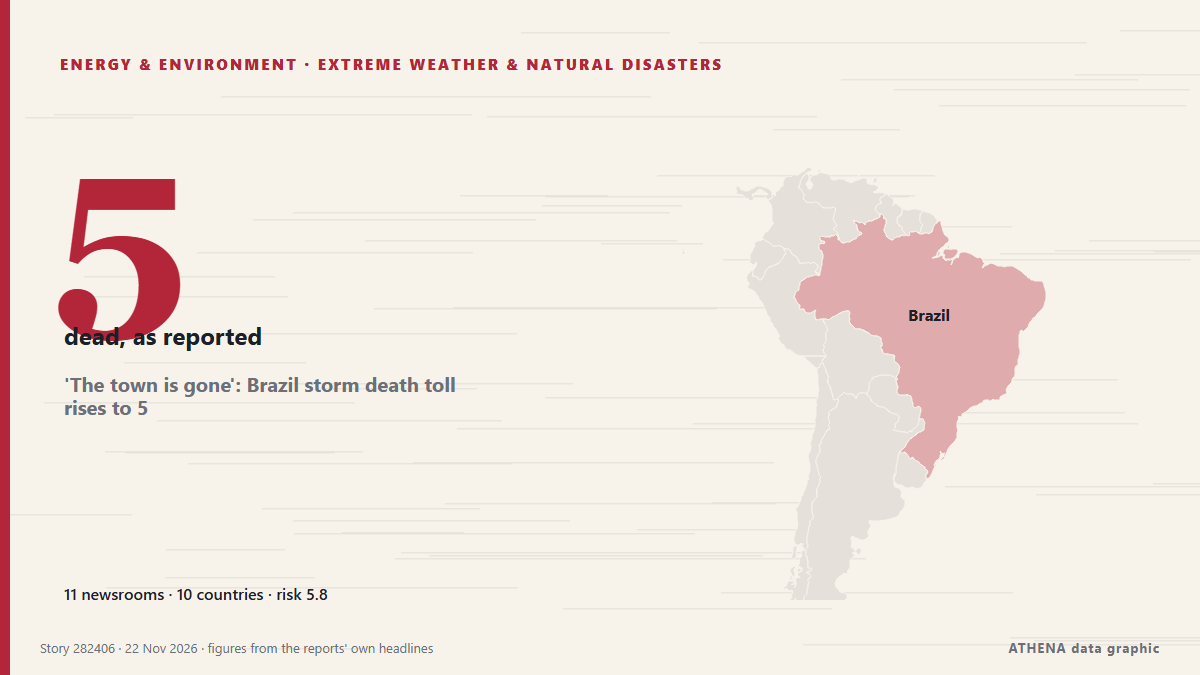 ENERGY & ENVIRONMENT · EXTREME WEATHER & NATURAL DISASTERS
5
dead, as reported
'The town is gone': Brazil storm death toll
rises to 5
Brazil
11 newsrooms · 10 countries · risk 5.8
Story 282406 · 22 Nov 2026 · figures from the reports' own headlines
ATHENA data graphic